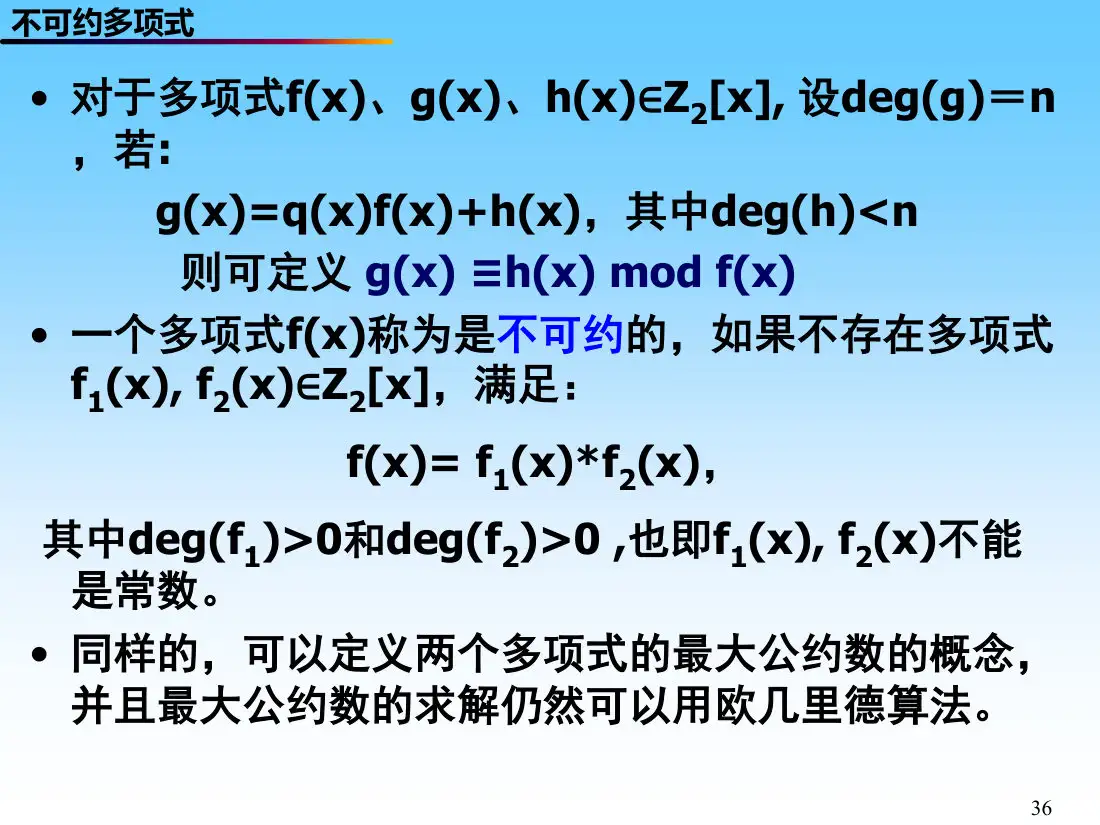 不可约多项式
• 对于多项式f(x)、g(x)、h(x)∈Z₂[x], 设deg(g)＝n
，若:
g(x)=q(x)f(x)+h(x)，其中deg(h)<n
则可定义 g(x) ≡h(x) mod f(x)
• 一个多项式f(x)称为是不可约的，如果不存在多项式
f₁(x), f₂(x)∈Z₂[x]，满足：
f(x)= f₁(x)*f₂(x)，
其中deg(f₁)>0和deg(f₂)>0 ,也即f₁(x), f₂(x)不能
是常数。
• 同样的，可以定义两个多项式的最大公约数的概念，
并且最大公约数的求解仍然可以用欧几里德算法。
36